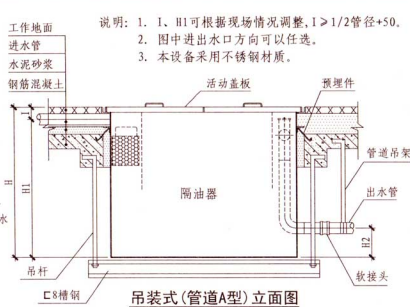 说明: 1. I、H1可根据现场情况调整,I≥1/2管径+50。
2. 图中进出水口方向可以任选。
3. 本设备采用不锈钢材质。
工作地面
进水管
水泥砂浆
钢筋混凝土
活动盖板
预埋件
I
H
H1
水
隔油器
管道吊架
出水管
H2
软接头
吊杆
⊏8槽钢
吊装式(管道A型)立面图